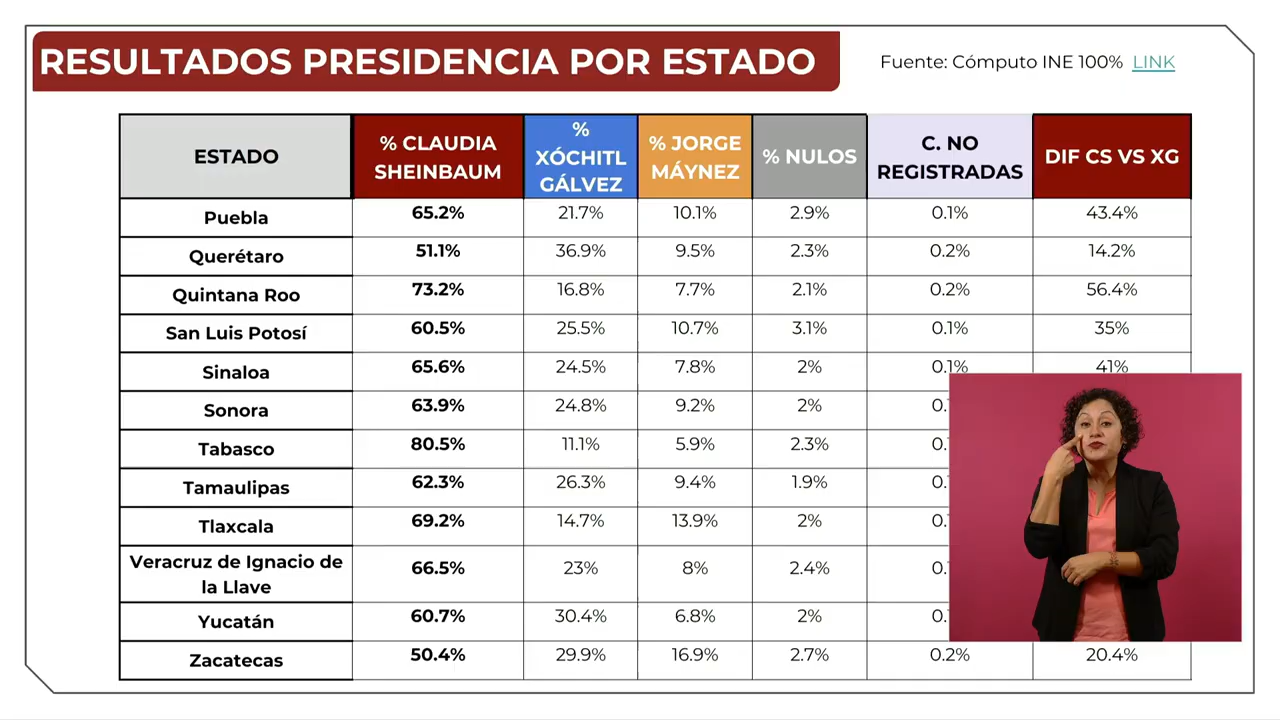 RESULTADOS PRESIDENCIA POR ESTADO
Fuente: Cómputo INE 100% LINK
ESTADO
% CLAUDIA
SHEINBAUM
%
XÓCHITL
GÁLVEZ
% JORGE
MÁYNEZ
% NULOS
C. NO
REGISTRADAS
DIF CS VS XG
Puebla 65.2% 21.7% 10.1% 2.9% 0.1% 43.4%
Querétaro 51.1% 36.9% 9.5% 2.3% 0.2% 14.2%
Quintana Roo 73.2% 16.8% 7.7% 2.1% 0.2% 56.4%
San Luis Potosí 60.5% 25.5% 10.7% 3.1% 0.1% 35%
Sinaloa 65.6% 24.5% 7.8% 2% 0.1% 41%
Sonora 63.9% 24.8% 9.2% 2% 0.
Tabasco 80.5% 11.1% 5.9% 2.3% 0.
Tamaulipas 62.3% 26.3% 9.4% 1.9% 0.
Tlaxcala 69.2% 14.7% 13.9% 2% 0.
Veracruz de Ignacio de
la Llave 66.5% 23% 8% 2.4% 0.
Yucatán 60.7% 30.4% 6.8% 2% 0.
Zacatecas 50.4% 29.9% 16.9% 2.7% 0.2% 20.4%